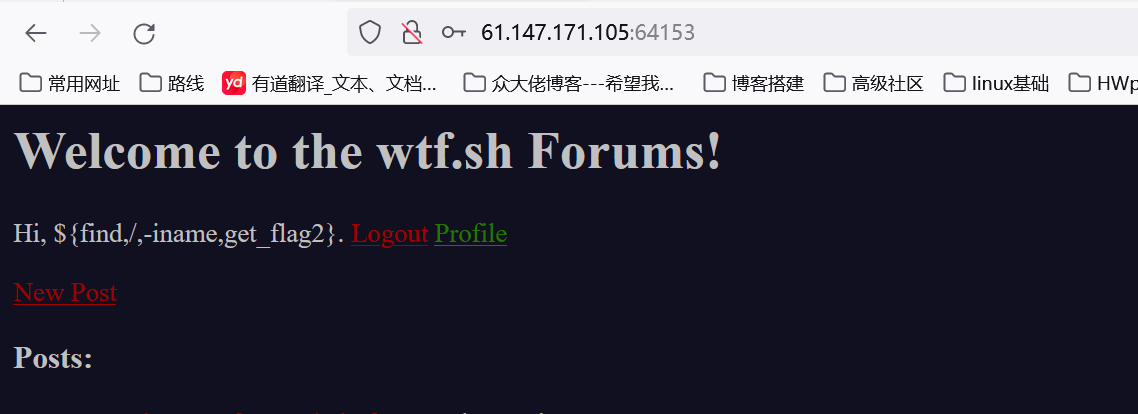 61.147.171.105:64153
常用网址 路线 yd 有道翻译_文本、文档... 众大佬博客---希望我... 博客搭建 高级社区 linux基础 HWp
Welcome to the wtf.sh Forums!
Hi, ${find,/,-iname,get_flag2}. Logout Profile
New Post
Posts: